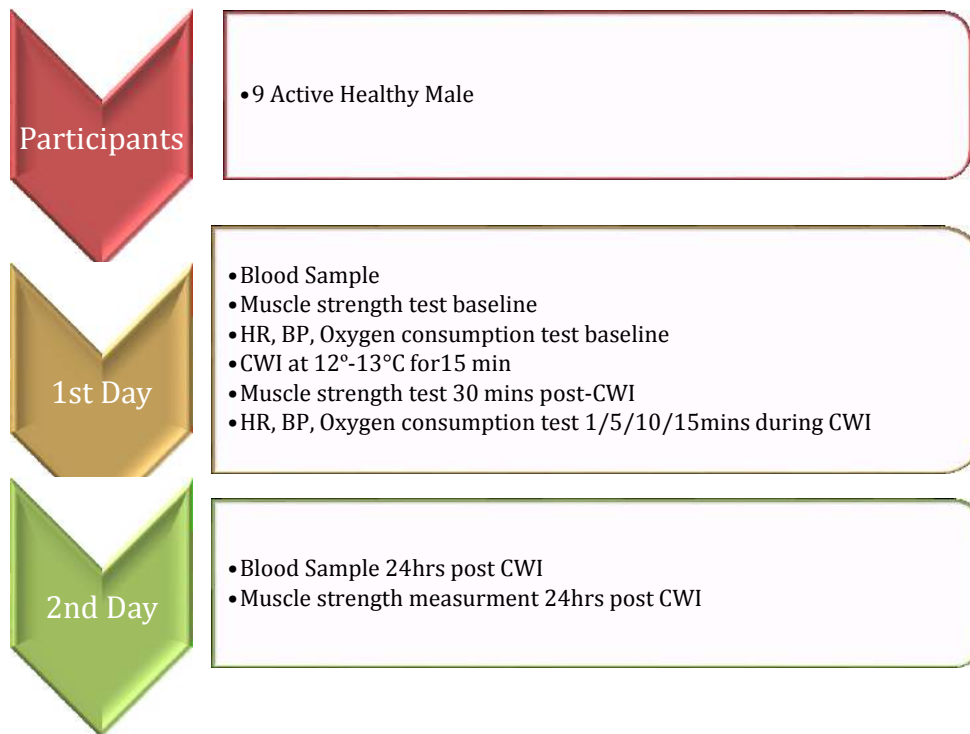 Participants
•9 Active Healthy Male
1st Day
•Blood Sample
•Muscle strength test baseline
•HR, BP, Oxygen consumption test baseline
•CWI at 12º-13°C for15 min
•Muscle strength test 30 mins post-CWI
•HR, BP, Oxygen consumption test 1/5/10/15mins during CWI
2nd Day
•Blood Sample 24hrs post CWI
•Muscle strength measurment 24hrs post CWI